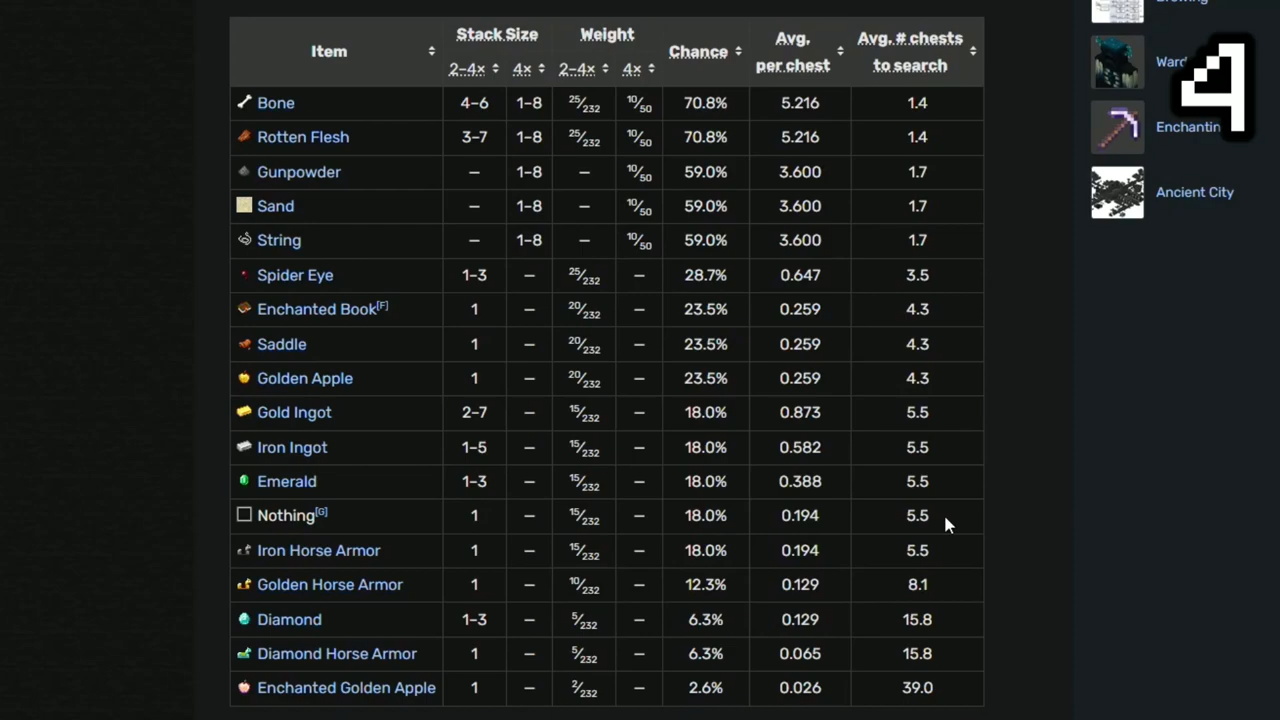 Item Stack Size Weight Chance Avg. per chest Avg. # chests to search
2–4× 4× 2–4× 4×
Bone 4–6 1–8 25/232 10/50 70.8% 5.216 1.4
Rotten Flesh 3–7 1–8 25/232 10/50 70.8% 5.216 1.4
Gunpowder — 1–8 — 10/50 59.0% 3.600 1.7
Sand — 1–8 — 10/50 59.0% 3.600 1.7
String — 1–8 — 10/50 59.0% 3.600 1.7
Spider Eye 1–3 — 25/232 — 28.7% 0.647 3.5
Enchanted Book[F] 1 — 20/232 — 23.5% 0.259 4.3
Saddle 1 — 20/232 — 23.5% 0.259 4.3
Golden Apple 1 — 20/232 — 23.5% 0.259 4.3
Gold Ingot 2–7 — 15/232 — 18.0% 0.873 5.5
Iron Ingot 1–5 — 15/232 — 18.0% 0.582 5.5
Emerald 1–3 — 15/232 — 18.0% 0.388 5.5
Nothing[G] 1 — 15/232 — 18.0% 0.194 5.5
Iron Horse Armor 1 — 15/232 — 18.0% 0.194 5.5
Golden Horse Armor 1 — 10/232 — 12.3% 0.129 8.1
Diamond 1–3 — 5/232 — 6.3% 0.129 15.8
Diamond Horse Armor 1 — 5/232 — 6.3% 0.065 15.8
Enchanted Golden Apple 1 — 2/232 — 2.6% 0.026 39.0
Ward
4
Enchantin
Ancient City